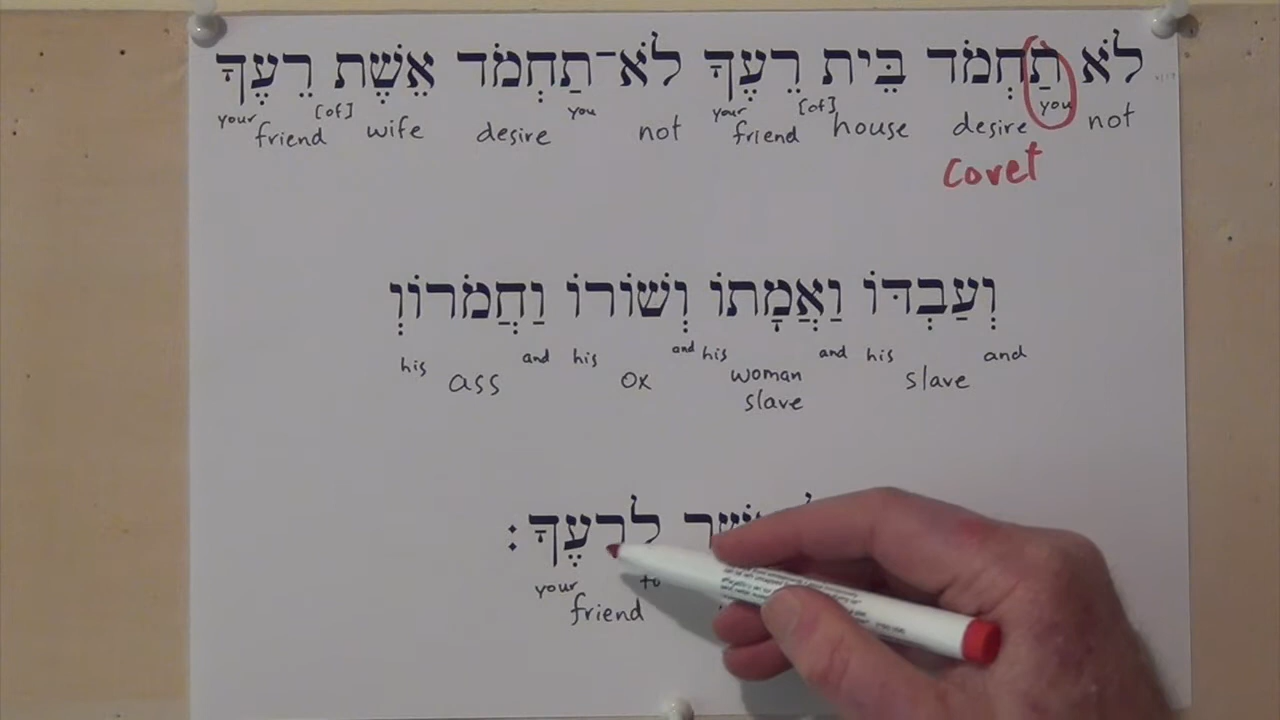 לֹא תַחְמֹד בֵּית רֵעֶךָ לֹא־תַחְמֹד אֵשֶׁת רֵעֶךָ
your [of] you your [of] you
friend wife desire not friend house desire not
covet
וְעַבְדּוֹ וַאֲמָתוֹ וְשׁוֹרוֹ וַחֲמֹרוֹוְ
his and his and his and his and
ass ox woman slave
slave
לרעֶךָ׃
your to
friend